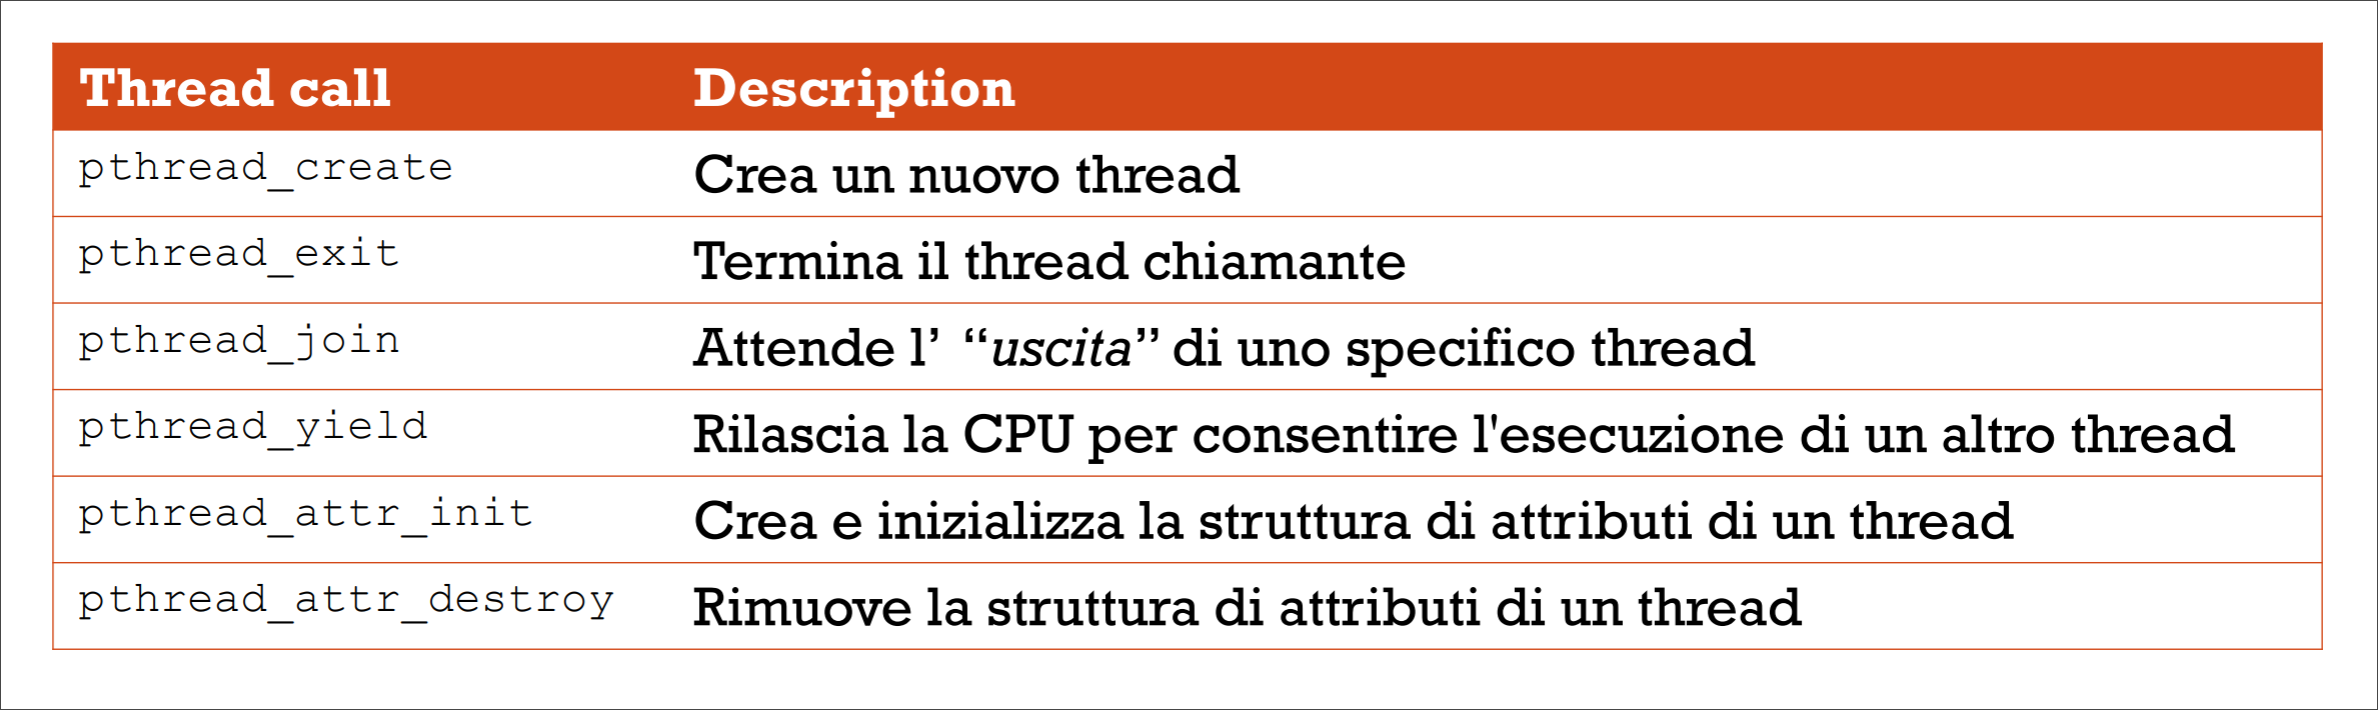 Thread call Description
pthread_create Crea un nuovo thread
pthread_exit Termina il thread chiamante
pthread_join Attende l’ “uscita” di uno specifico thread
pthread_yield Rilascia la CPU per consentire l'esecuzione di un altro thread
pthread_attr_init Crea e inizializza la struttura di attributi di un thread
pthread_attr_destroy Rimuove la struttura di attributi di un thread